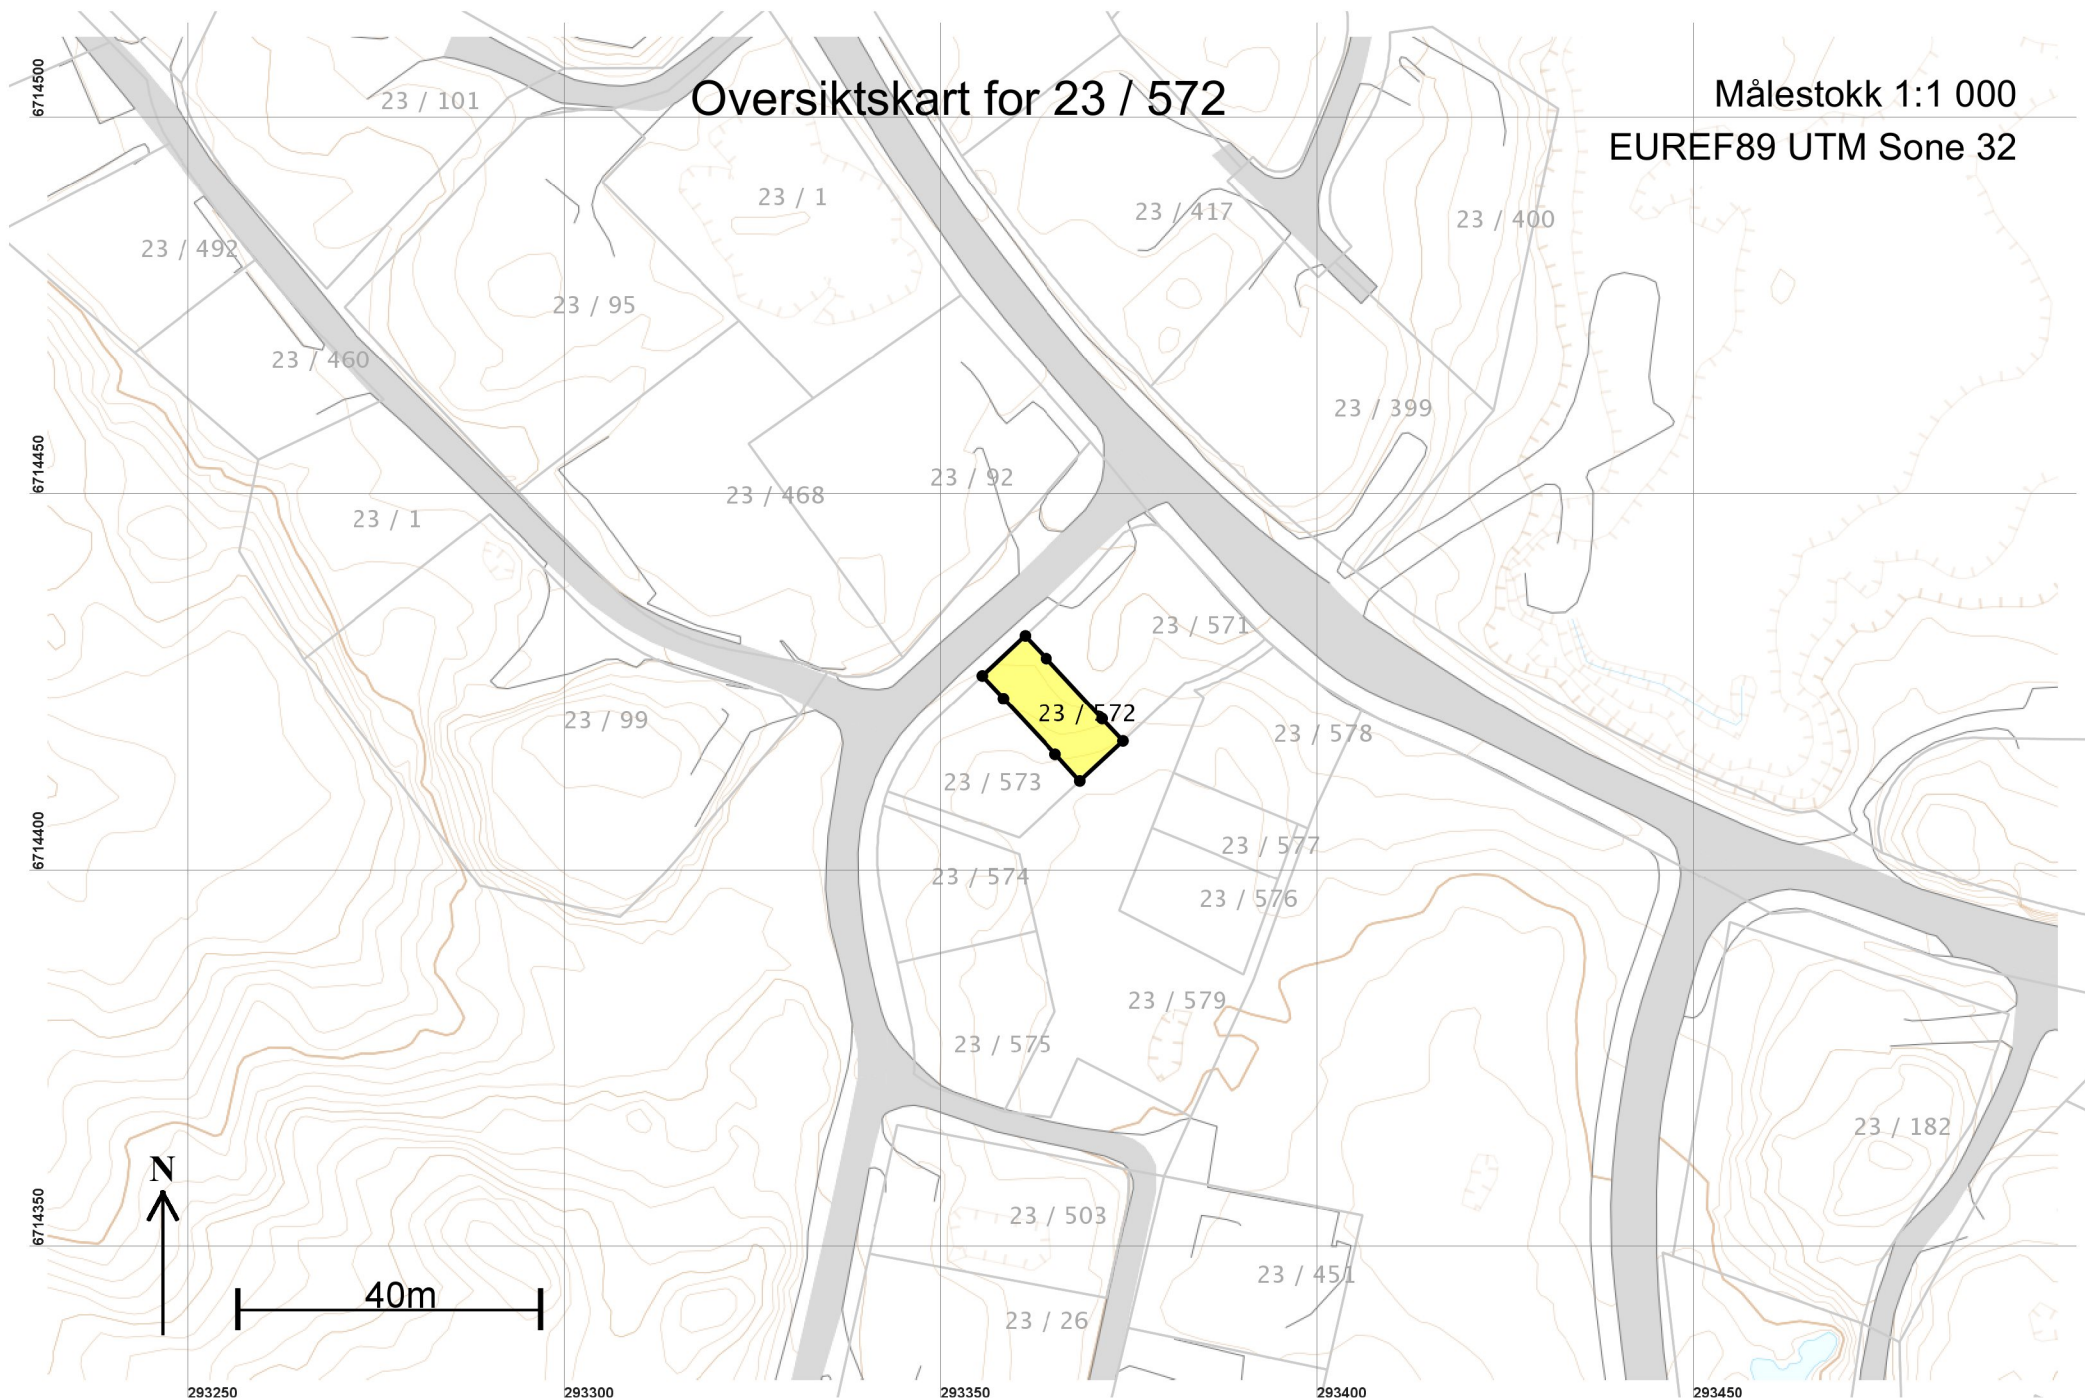 Oversiktskart for 23 / 572
Målestokk 1:1 000
EUREF89 UTM Sone 32
6714500
6714450
6714400
6714350
23 / 101
23 / 1
23 / 417
23 / 400
23 / 492
23 / 95
23 / 460
23 / 399
23 / 92
23 / 468
23 / 1
23 / 571
23 / 572
23 / 99
23 / 578
23 / 573
23 / 577
23 / 574
23 / 576
23 / 579
23 / 575
23 / 182
23 / 503
23 / 451
23 / 26
N
40m
293250
293300
293350
293400
293450